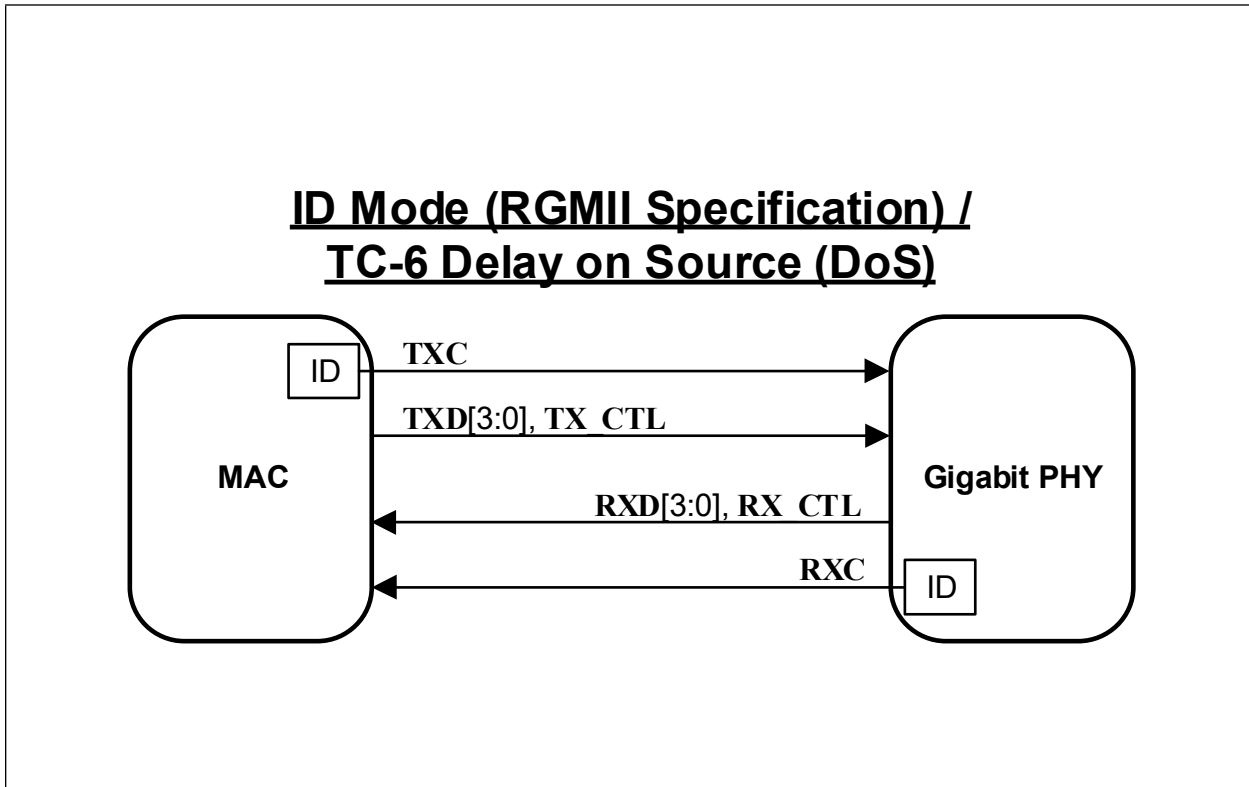 ID Mode (RGMII Specification) /
TC-6 Delay on Source (DoS)
ID
TXC
TXD[3:0], TX_CTL
MAC
Gigabit PHY
RXD[3:0], RX_CTL
RXC
ID